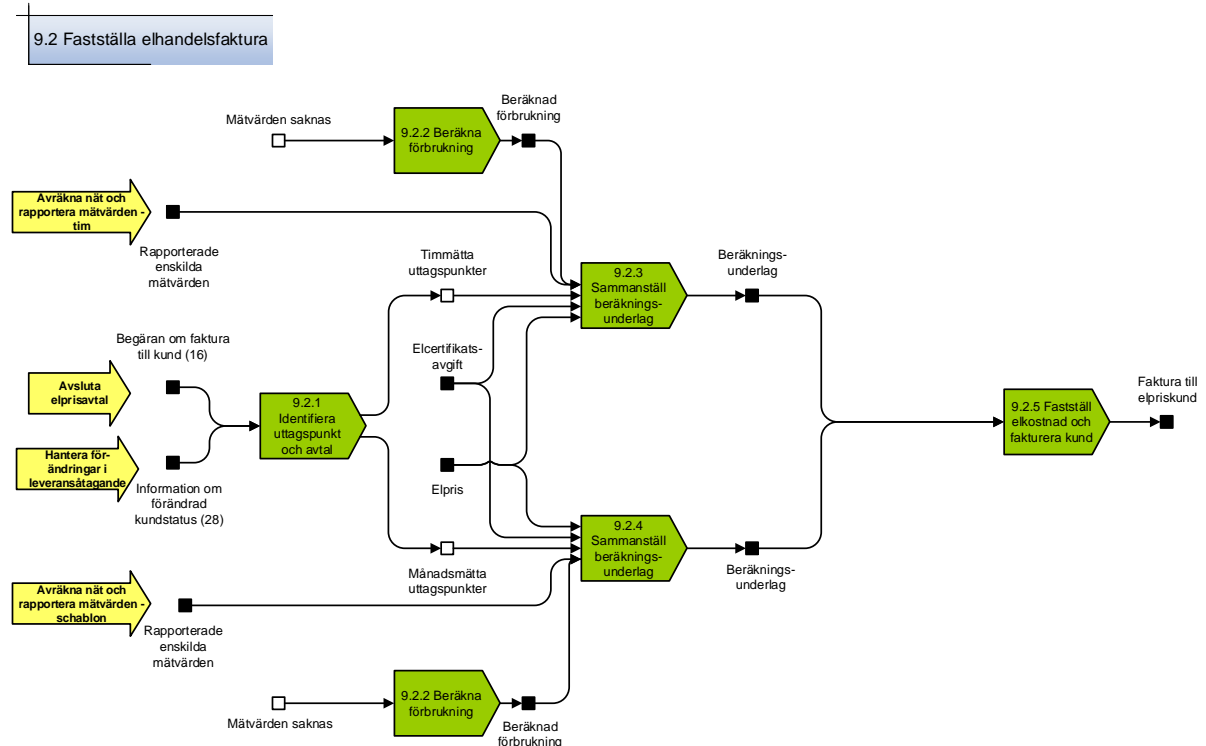 9.2 Fastställa elhandelsfaktura
Mätvärden saknas
9.2.2 Beräkna
förbrukning
Beräknad
förbrukning
Avräkna nät och
rapportera mätvärden -
tim
Rapporterade
enskilda
mätvärden
Timmätta
uttagspunkter
9.2.3
Sammanställ
beräknings-
underlag
Beräknings-
underlag
Begäran om faktura
till kund (16)
Elcertifikats-
avgift
Avsluta
elprisavtal
9.2.1
Identifiera
uttagspunkt
och avtal
9.2.5 Fastställ
elkostnad och
fakturera kund
Faktura till
elpriskund
Hantera för-
ändringar i
leveransåtagande
Information om
förändrad
kundstatus (28)
Elpris
9.2.4
Sammanställ
beräknings-
underlag
Beräknings-
underlag
Månadsmätta
uttagspunkter
Avräkna nät och
rapportera mätvärden -
schablon
Rapporterade
enskilda
mätvärden
Mätvärden saknas
9.2.2 Beräkna
förbrukning
Beräknad
förbrukning